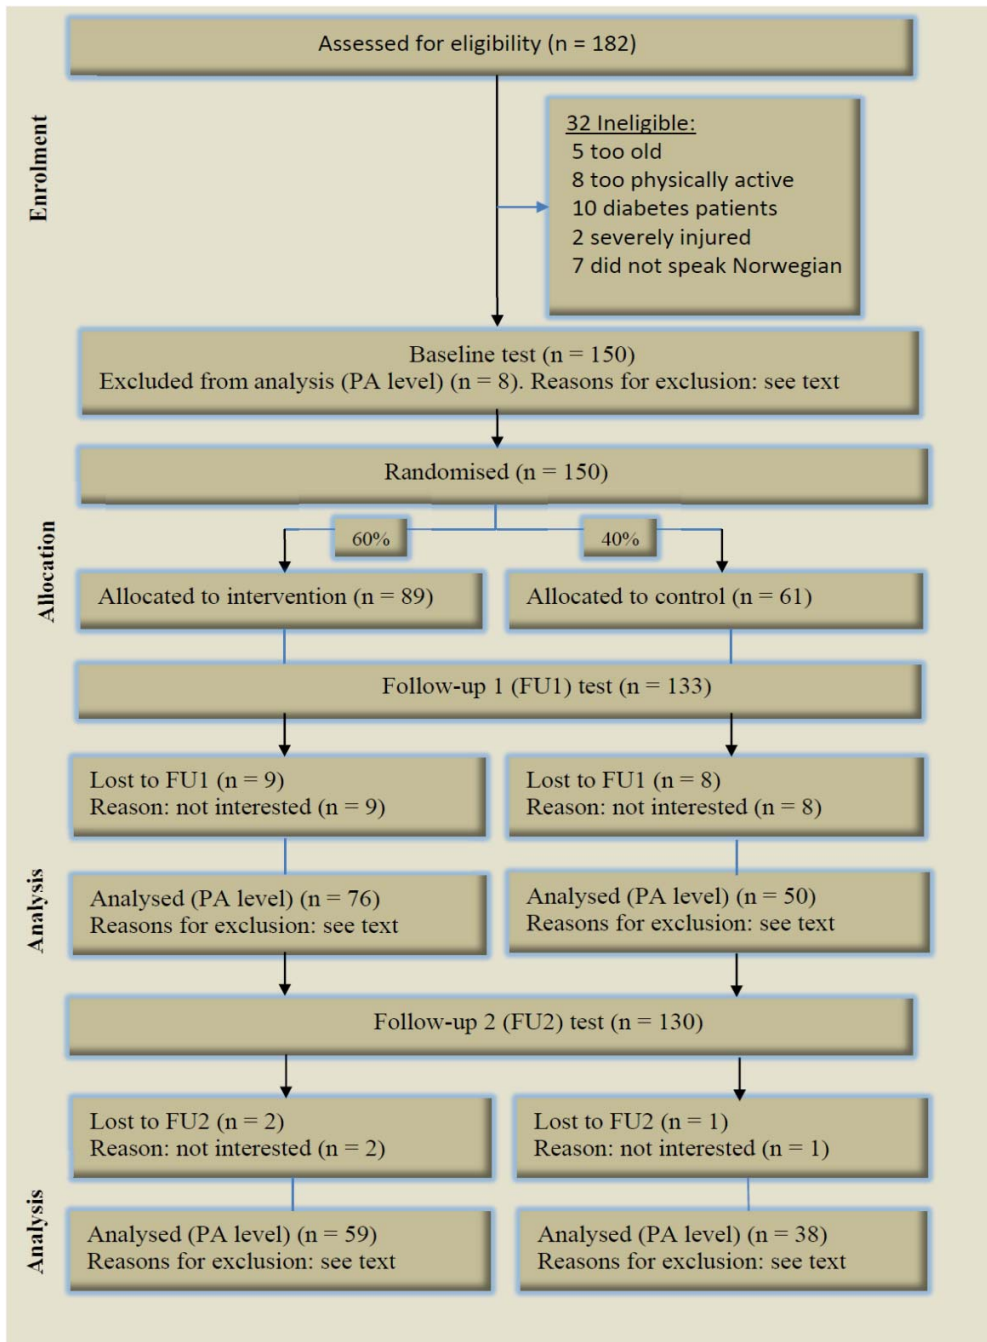 Assessed for eligibility (n = 182)
Enrolment
32 Ineligible:
5 too old
8 too physically active
10 diabetes patients
2 severely injured
7 did not speak Norwegian
Baseline test (n = 150)
Excluded from analysis (PA level) (n = 8). Reasons for exclusion: see text
Randomised (n = 150)
Allocation
60%
40%
Allocated to intervention (n = 89)
Allocated to control (n = 61)
Follow-up 1 (FU1) test (n = 133)
Lost to FU1 (n = 9)
Reason: not interested (n = 9)
Lost to FU1 (n = 8)
Reason: not interested (n = 8)
Analysis
Analysed (PA level) (n = 76)
Reasons for exclusion: see text
Analysed (PA level) (n = 50)
Reasons for exclusion: see text
Follow-up 2 (FU2) test (n = 130)
Lost to FU2 (n = 2)
Reason: not interested (n = 2)
Lost to FU2 (n = 1)
Reason: not interested (n = 1)
Analysis
Analysed (PA level) (n = 59)
Reasons for exclusion: see text
Analysed (PA level) (n = 38)
Reasons for exclusion: see text